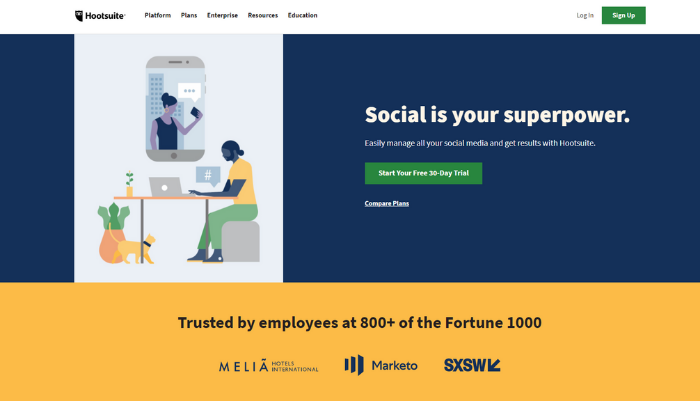 Hootsuite
Platform Plans Enterprise Resources Education
Log In Sign Up
#
Social is your superpower.
Easily manage all your social media and get results with Hootsuite.
Start Your Free 30-Day Trial
Compare Plans
Trusted by employees at 800+ of the Fortune 1000
MELIÃ HOTELS INTERNATIONAL
Marketo
SXSW